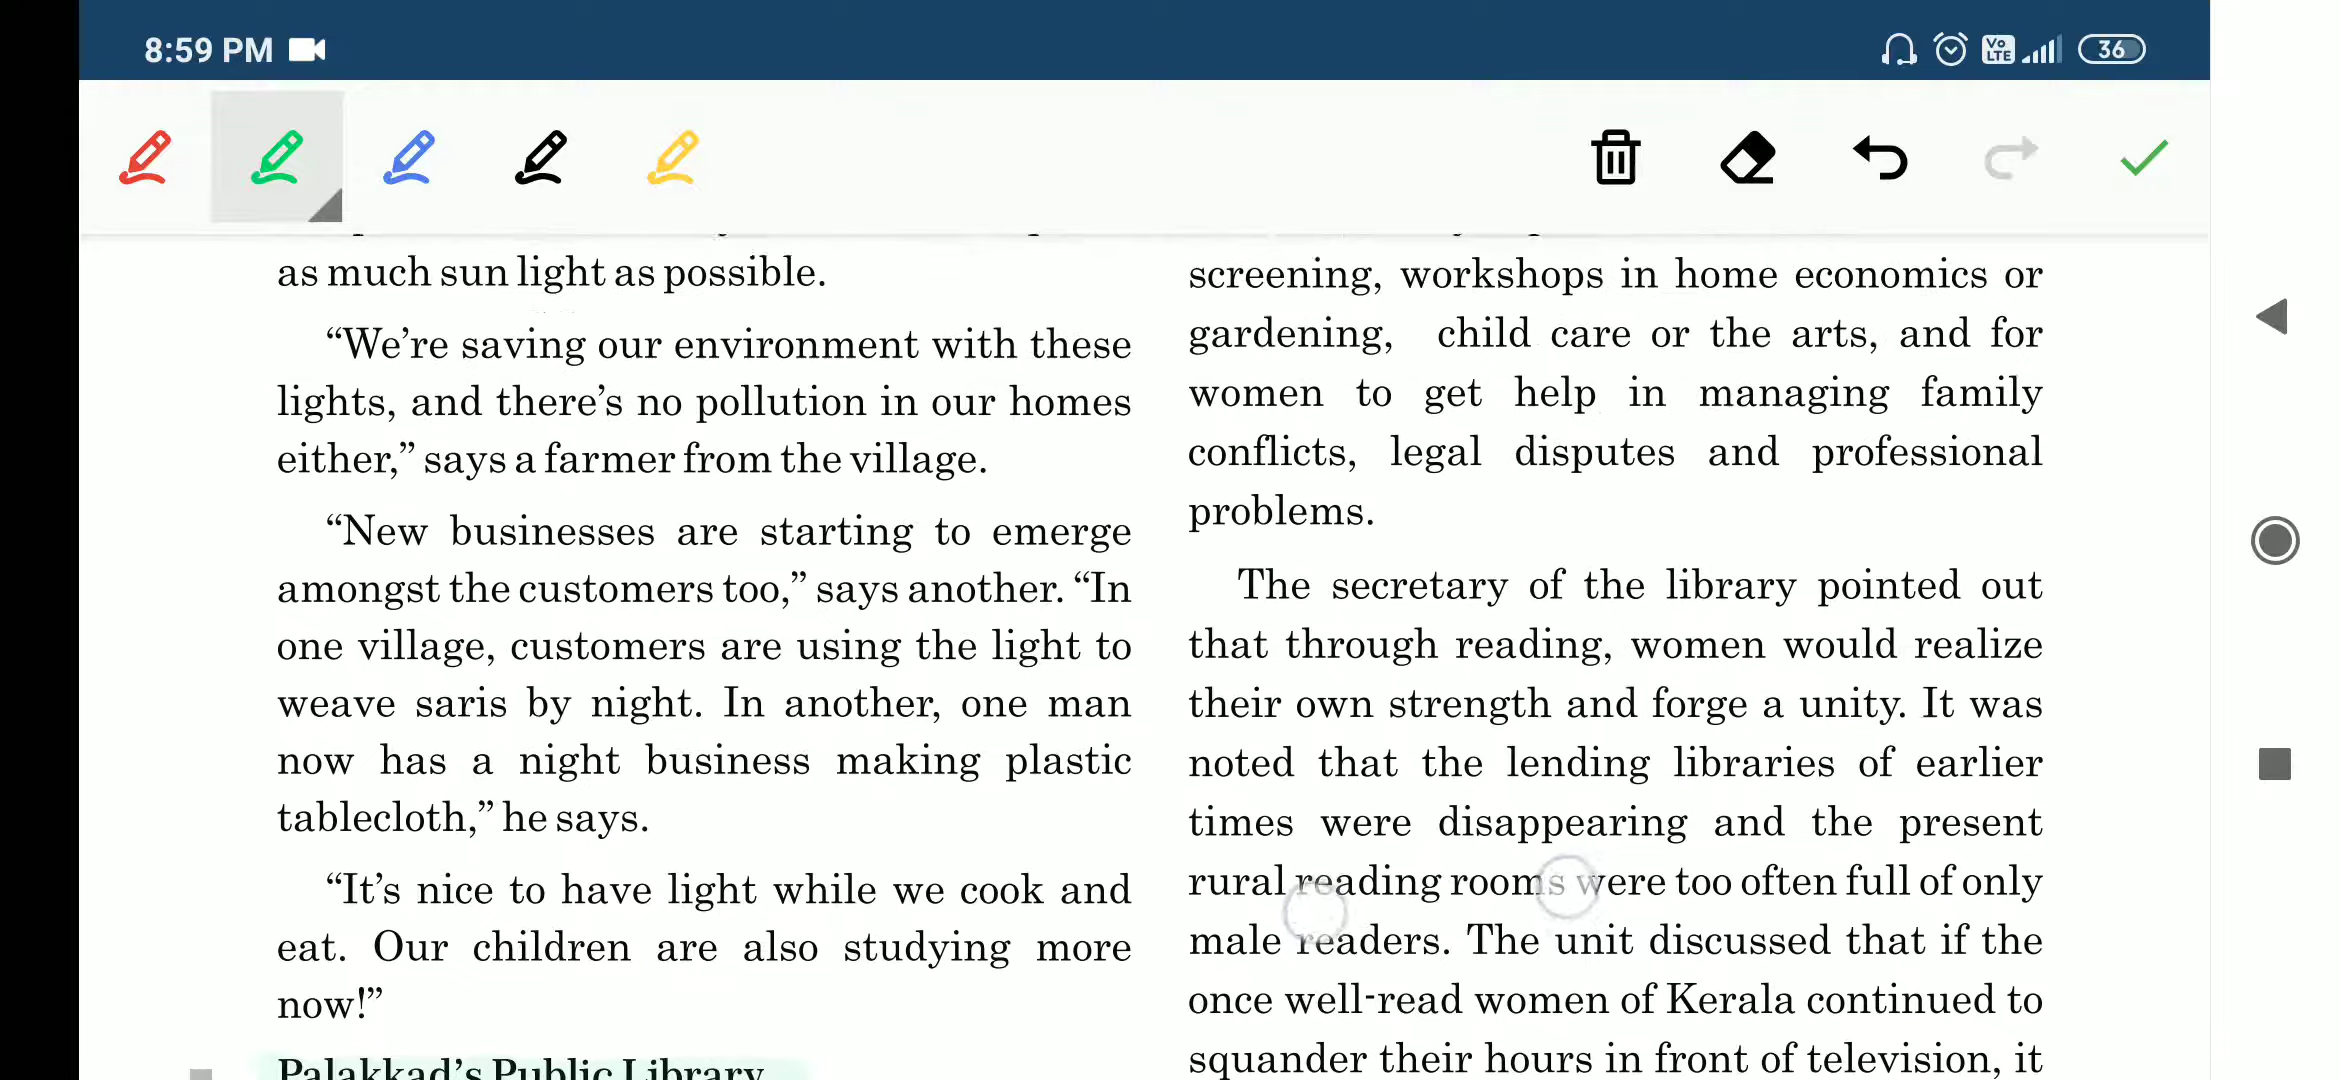 8:59 PM
Vo
LTE
36
as much sun light as possible.
“We’re saving our environment with these
lights, and there’s no pollution in our homes
either,” says a farmer from the village.
“New businesses are starting to emerge
amongst the customers too,” says another. “In
one village, customers are using the light to
weave saris by night. In another, one man
now has a night business making plastic
tablecloth,” he says.
“It’s nice to have light while we cook and
eat. Our children are also studying more
now!”
Palakkad’s Public Library
screening, workshops in home economics or
gardening, child care or the arts, and for
women to get help in managing family
conflicts, legal disputes and professional
problems.
The secretary of the library pointed out
that through reading, women would realize
their own strength and forge a unity. It was
noted that the lending libraries of earlier
times were disappearing and the present
rural reading rooms were too often full of only
male readers. The unit discussed that if the
once well-read women of Kerala continued to
squander their hours in front of television, it